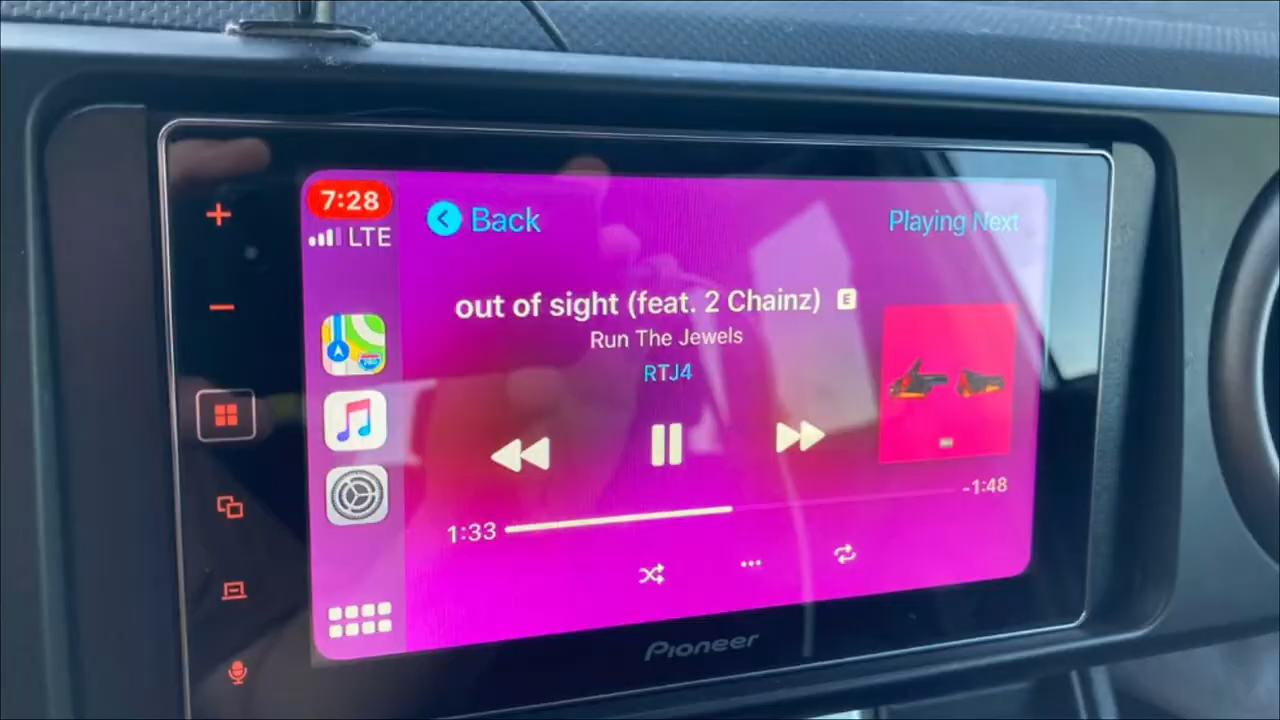 7:28
LTE
Back
Playing Next
out of sight (feat. 2 Chainz) E
Run The Jewels
RTJ4
1:33
-1:48
Pioneer